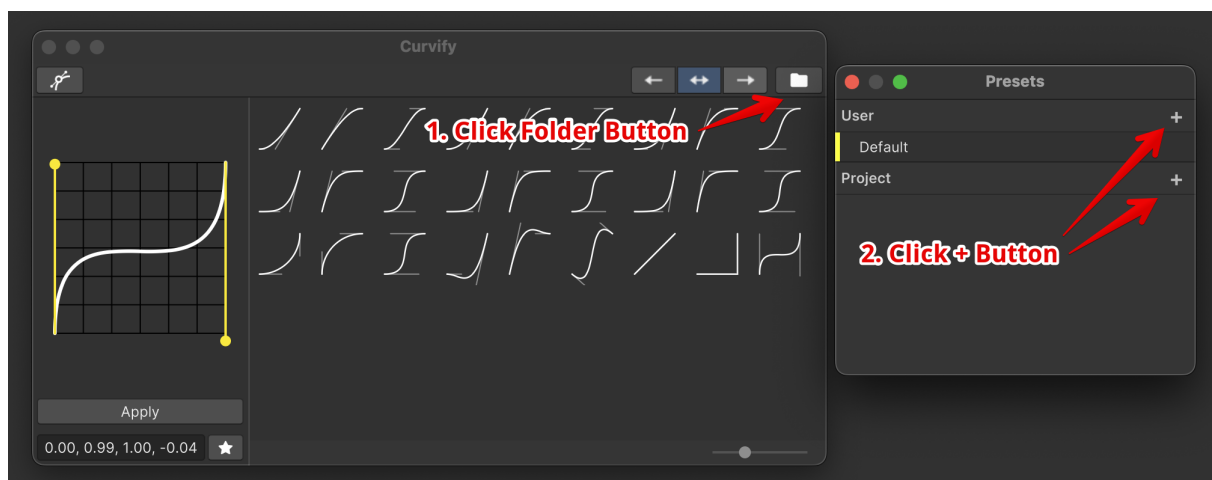 Curvify
Presets
1. Click Folder Button
User
+
Default
Project
+
2. Click + Button
Apply
0.00, 0.99, 1.00, -0.04